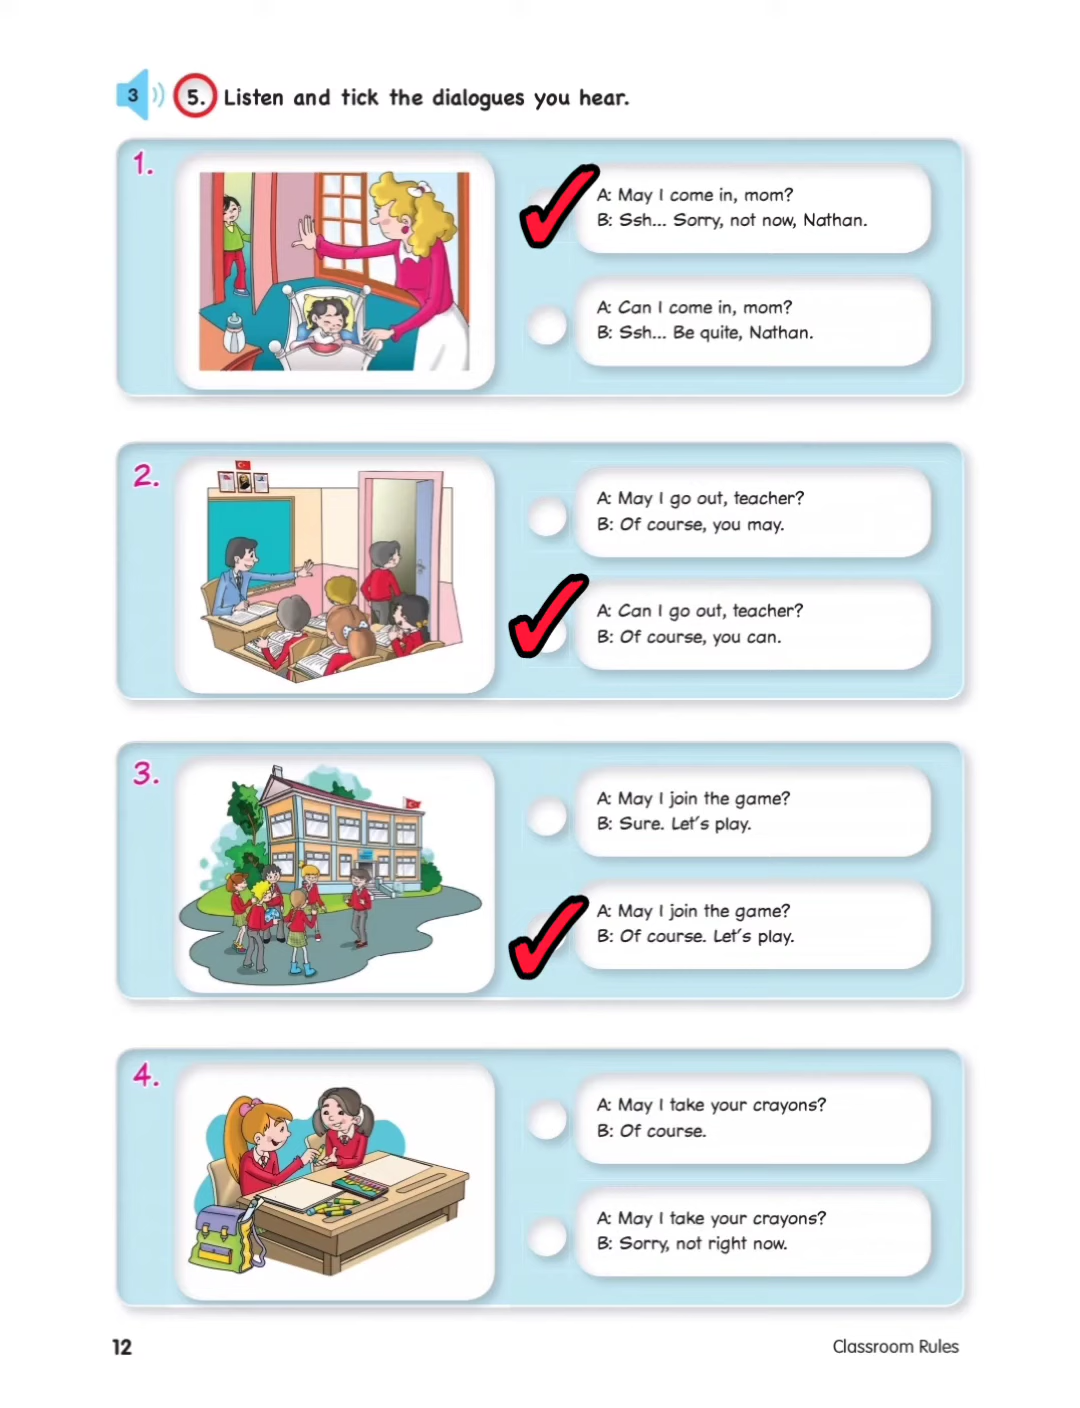 3 5. Listen and tick the dialogues you hear.
1.
A: May I come in, mom?
B: Ssh... Sorry, not now, Nathan.
A: Can I come in, mom?
B: Ssh... Be quite, Nathan.
2.
A: May I go out, teacher?
B: Of course, you may.
A: Can I go out, teacher?
B: Of course, you can.
3.
A: May I join the game?
B: Sure. Let's play.
A: May I join the game?
B: Of course. Let's play.
4.
A: May I take your crayons?
B: Of course.
A: May I take your crayons?
B: Sorry, not right now.
12
Classroom Rules